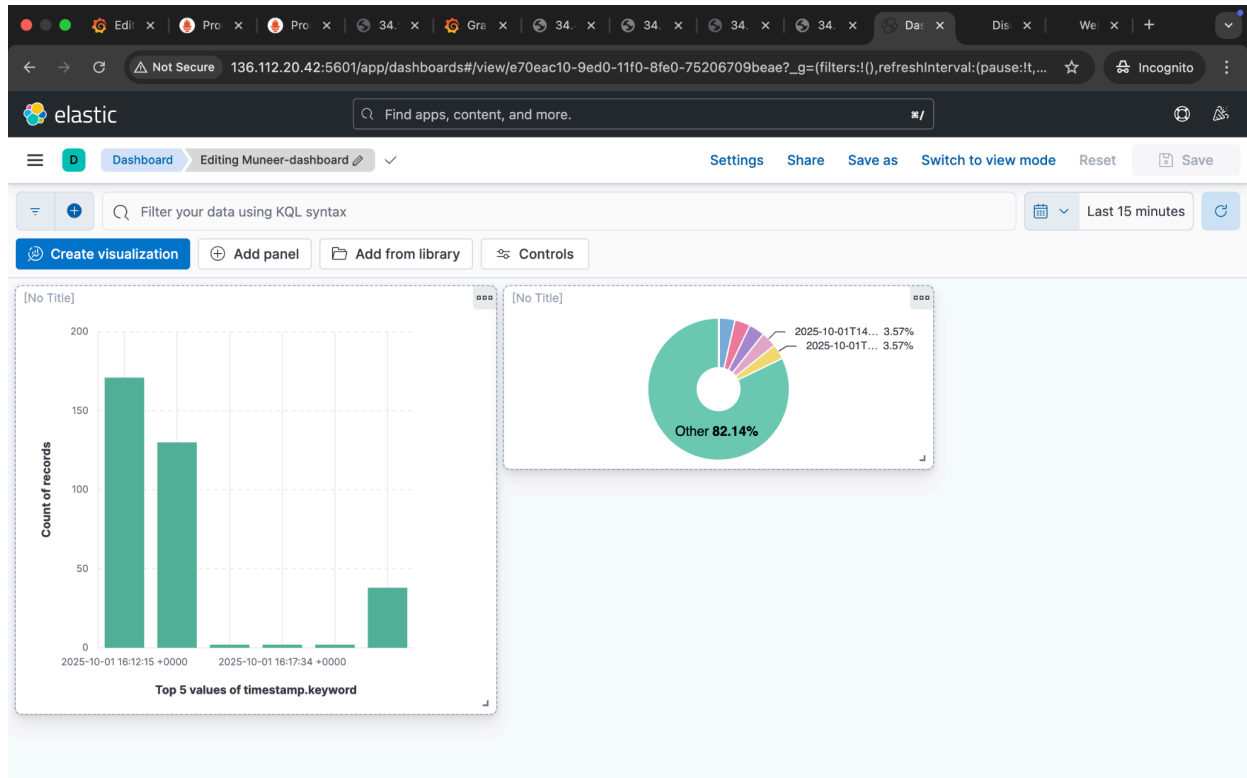 Edi Pro Pro 34. Gra 34. 34. 34. 34. Das Dis We
Not Secure 136.112.20.42:5601/app/dashboards#/view/e70eac10-9ed0-11f0-8fe0-75206709beae?_g=(filters:!(),refreshInterval:(pause:!t,... Incognito
elastic Find apps, content, and more. ⌘/
D Dashboard Editing Muneer-dashboard Settings Share Save as Switch to view mode Reset Save
Filter your data using KQL syntax Last 15 minutes
Create visualization Add panel Add from library Controls
[No Title]
200
150
100
50
0
Count of records
2025-10-01 16:12:15 +0000 2025-10-01 16:17:34 +0000
Top 5 values of timestamp.keyword
[No Title]
2025-10-01T14... 3.57%
2025-10-01T... 3.57%
Other 82.14%